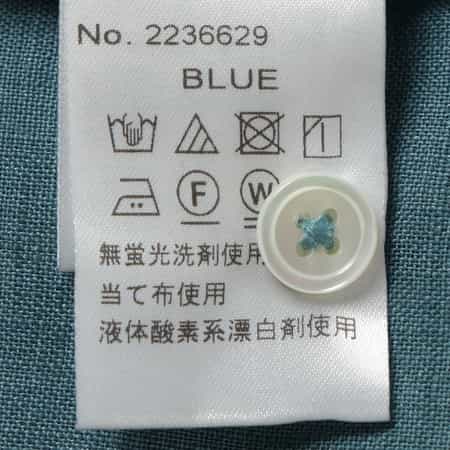 No. 2236629
BLUE
F W
無蛍光洗剤使用
当て布使用
液体酸素系漂白剤使用